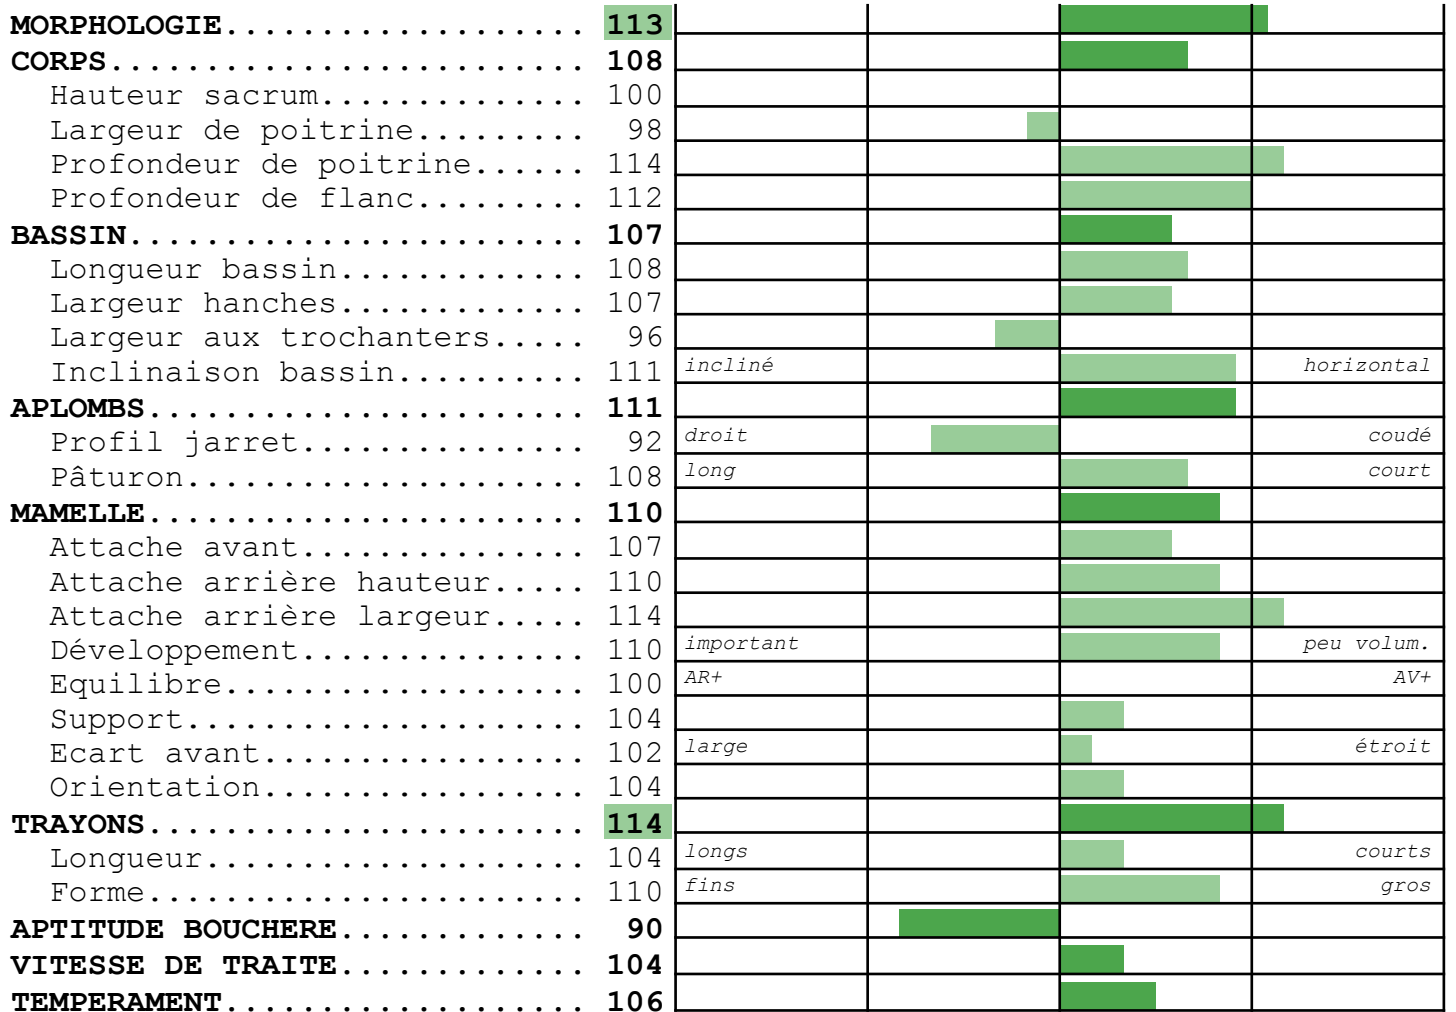 MORPHOLOGIE................... 113
CORPS......................... 108
Hauteur sacrum.............. 100
Largeur de poitrine......... 98
Profondeur de poitrine...... 114
Profondeur de flanc......... 112
BASSIN........................ 107
Longueur bassin............. 108
Largeur hanches............. 107
Largeur aux trochanters..... 96
Inclinaison bassin.......... 111 incliné horizontal
APLOMBS....................... 111
Profil jarret............... 92 droit coudé
Pâturon..................... 108 long court
MAMELLE....................... 110
Attache avant............... 107
Attache arrière hauteur..... 110
Attache arrière largeur..... 114
Développement............... 110 important peu volum.
Equilibre................... 100 AR+ AV+
Support..................... 104
Ecart avant................. 102 large étroit
Orientation................. 104
TRAYONS....................... 114
Longueur.................... 104 longs courts
Forme....................... 110 fins gros
APTITUDE BOUCHERE............. 90
VITESSE DE TRAITE............. 104
TEMPERAMENT................... 106